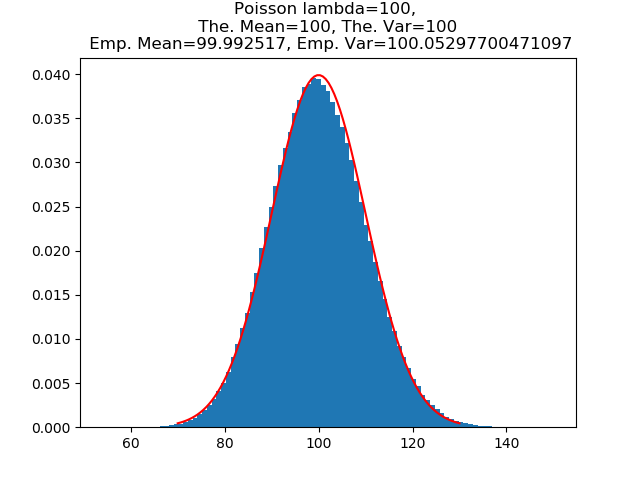 Poisson lambda=100,
The. Mean=100, The. Var=100
Emp. Mean=99.992517, Emp. Var=100.05297700471097
0.040
0.035
0.030
0.025
0.020
0.015
0.010
0.005
0.000
60 80 100 120 140